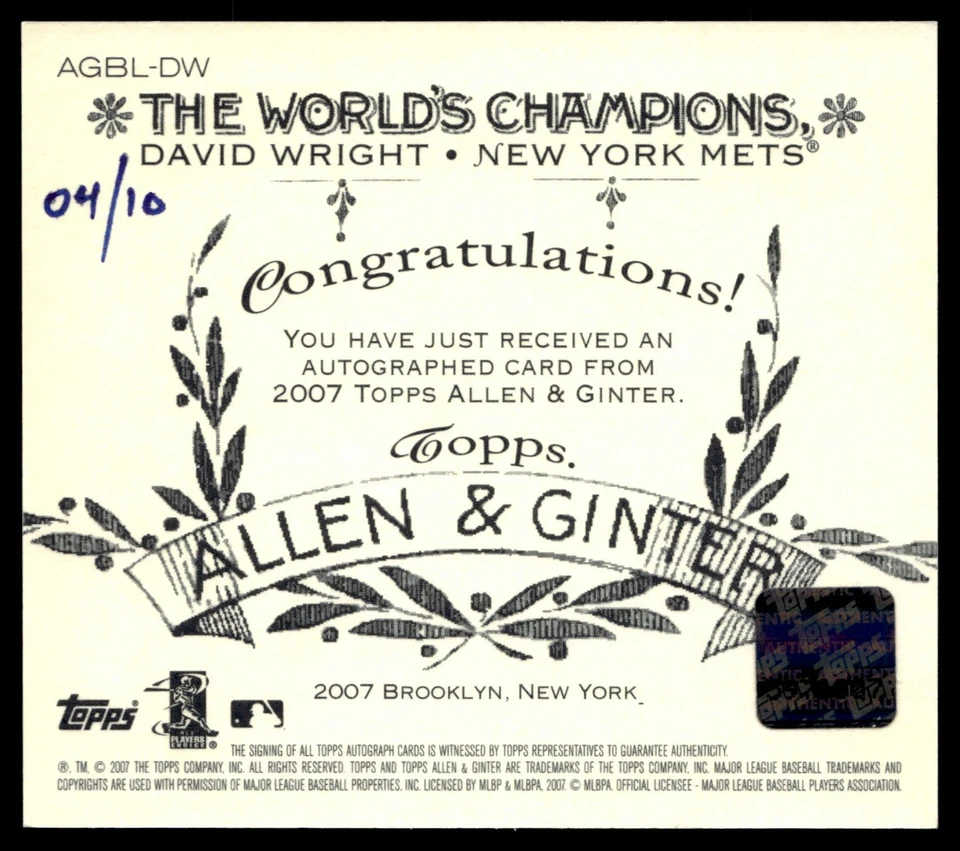 AGBL-DW
THE WORLD'S CHAMPIONS,
DAVID WRIGHT • NEW YORK METS®
04/10
Congratulations!
YOU HAVE JUST RECEIVED AN
AUTOGRAPHED CARD FROM
2007 TOPPS ALLEN & GINTER.
Topps.
ALLEN & GINTER
Topps
AUTHENTIC
Topps
2007 BROOKLYN, NEW YORK
Topps®
PLAYERS
CHOICE®
THE SIGNING OF ALL TOPPS AUTOGRAPH CARDS IS WITNESSED BY TOPPS REPRESENTATIVES TO GUARANTEE AUTHENTICITY.
®, TM, © 2007 THE TOPPS COMPANY, INC. ALL RIGHTS RESERVED. TOPPS AND TOPPS ALLEN & GINTER ARE TRADEMARKS OF THE TOPPS COMPANY, INC. MAJOR LEAGUE BASEBALL TRADEMARKS AND
COPYRIGHTS ARE USED WITH PERMISSION OF MAJOR LEAGUE BASEBALL PROPERTIES, INC. LICENSED BY MLBP & MLBPA, 2007. © MLBPA. OFFICIAL LICENSEE - MAJOR LEAGUE BASEBALL PLAYERS ASSOCIATION.